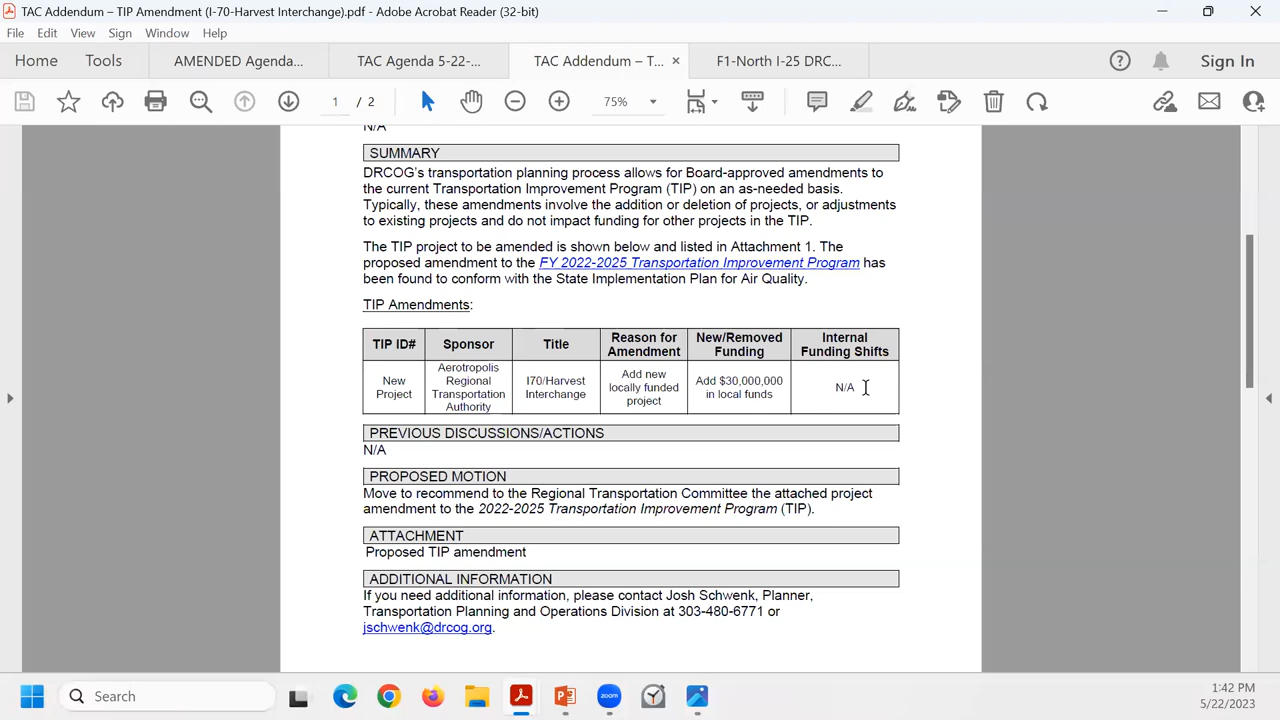 TAC Addendum – TIP Amendment (I-70-Harvest Interchange).pdf - Adobe Acrobat Reader (32-bit)
File Edit View Sign Window Help
Home Tools AMENDED Agenda... TAC Agenda 5-22-... TAC Addendum – T... × F1-North I-25 DRC... Sign In
1 / 2 75%
N/A
SUMMARY
DRCOG's transportation planning process allows for Board-approved amendments to
the current Transportation Improvement Program (TIP) on an as-needed basis.
Typically, these amendments involve the addition or deletion of projects, or adjustments
to existing projects and do not impact funding for other projects in the TIP.
The TIP project to be amended is shown below and listed in Attachment 1. The
proposed amendment to the FY 2022-2025 Transportation Improvement Program has
been found to conform with the State Implementation Plan for Air Quality.
TIP Amendments:
TIP ID# Sponsor Title Reason for Amendment New/Removed Funding Internal Funding Shifts
New Project Aerotropolis Regional Transportation Authority I70/Harvest Interchange Add new locally funded project Add $30,000,000 in local funds N/A
PREVIOUS DISCUSSIONS/ACTIONS
N/A
PROPOSED MOTION
Move to recommend to the Regional Transportation Committee the attached project
amendment to the 2022-2025 Transportation Improvement Program (TIP).
ATTACHMENT
Proposed TIP amendment
ADDITIONAL INFORMATION
If you need additional information, please contact Josh Schwenk, Planner,
Transportation Planning and Operations Division at 303-480-6771 or
jschwenk@drcog.org.
Search zoom 1:42 PM
5/22/2023